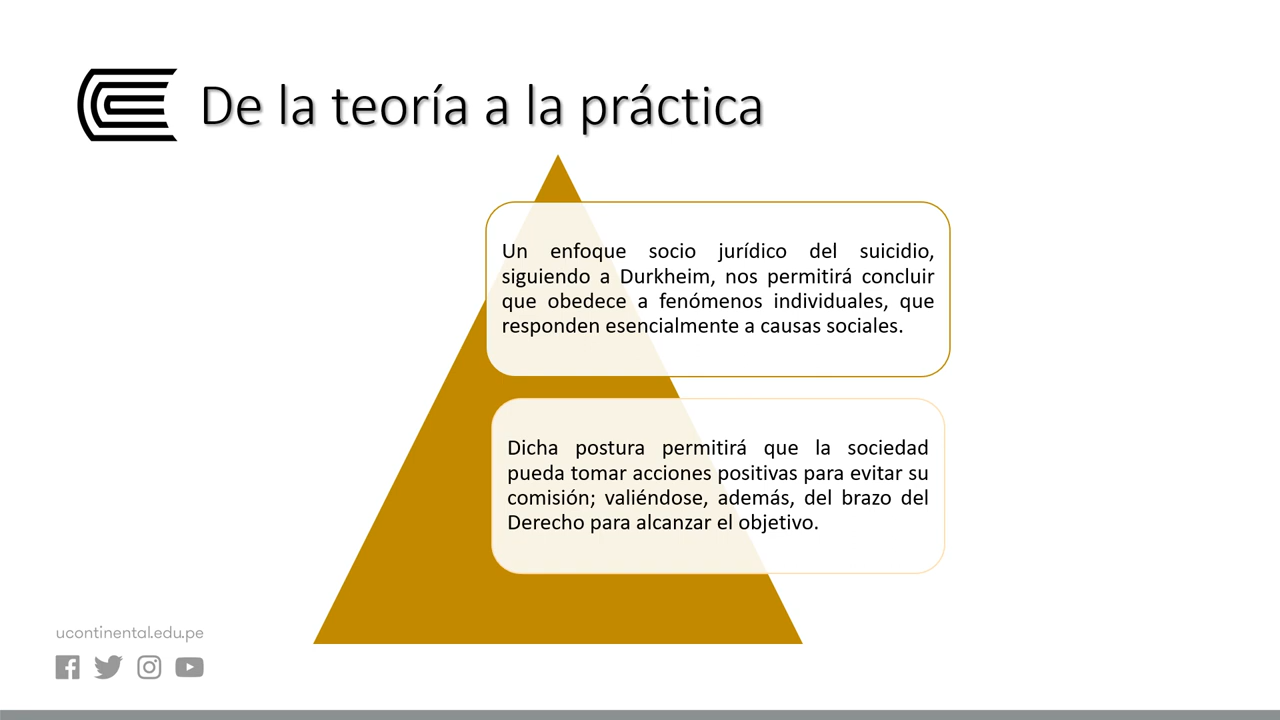 De la teoría a la práctica
Un enfoque socio jurídico del suicidio,
siguiendo a Durkheim, nos permitirá concluir
que obedece a fenómenos individuales, que
responden esencialmente a causas sociales.
Dicha postura permitirá que la sociedad
pueda tomar acciones positivas para evitar su
comisión; valiéndose, además, del brazo del
Derecho para alcanzar el objetivo.
ucontinental.edu.pe